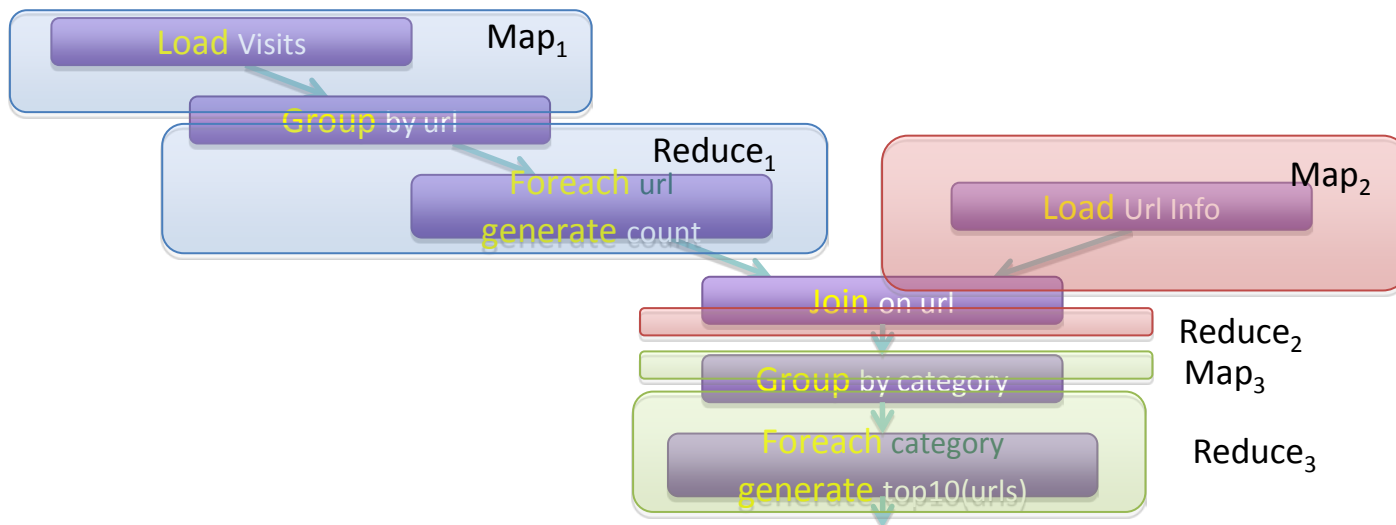 Load Visits
Map₁
Group by url
Reduce₁
Foreach url
generate count
Map₂
Load Url Info
Join on url
Reduce₂
Group by category
Map₃
Foreach category
generate top10(urls)
Reduce₃